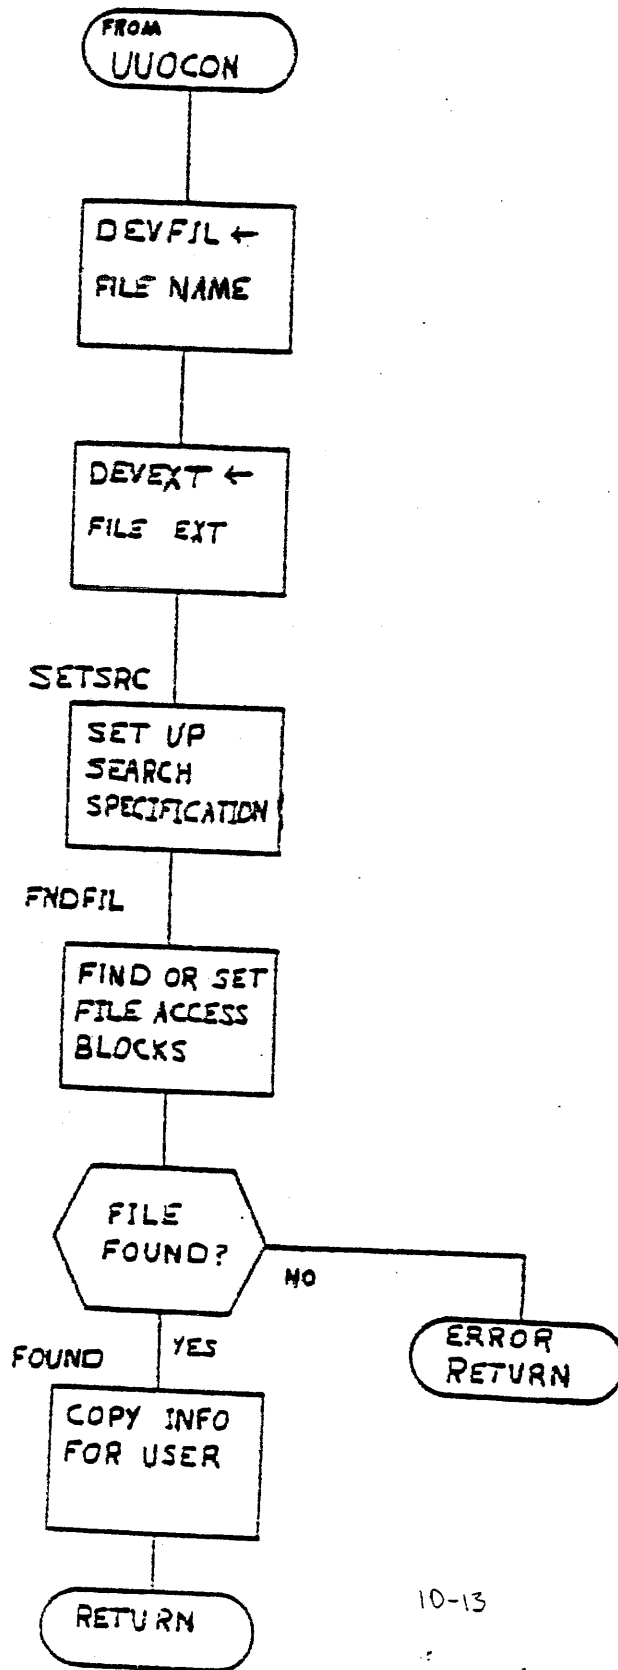 FROM
UUOCON
DEVFIL ←
FILE NAME
DEVEXT ←
FILE EXT
SETSRC
SET UP
SEARCH
SPECIFICATION
FNDFIL
FIND OR SET
FILE ACCESS
BLOCKS
FILE
FOUND?
NO
ERROR
RETURN
YES
FOUND
COPY INFO
FOR USER
RETURN
10-13